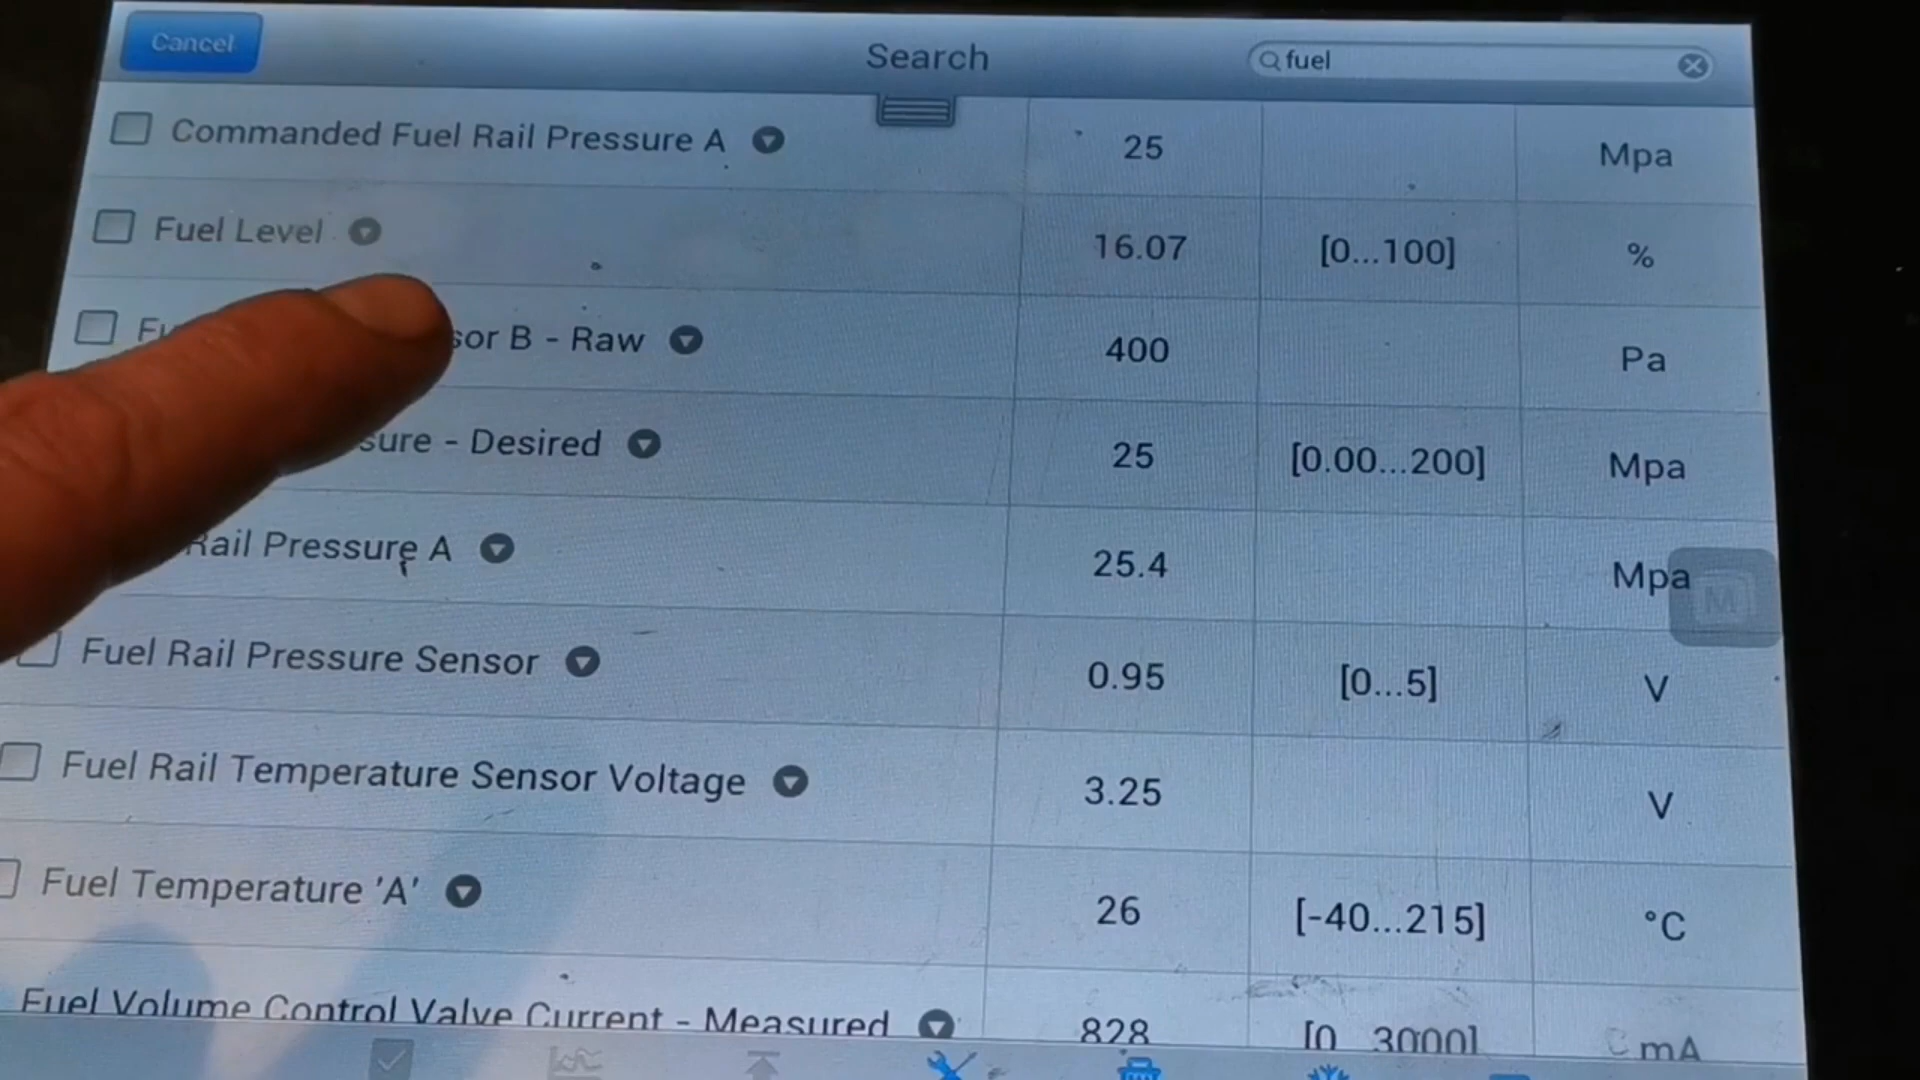 Cancel Search fuel
Commanded Fuel Rail Pressure A 25 Mpa
Fuel Level 16.07 [0...100] %
sor B - Raw 400 Pa
sure - Desired 25 [0.00...200] Mpa
Rail Pressure A 25.4 Mpa
M
Fuel Rail Pressure Sensor 0.95 [0...5] V
Fuel Rail Temperature Sensor Voltage 3.25 V
Fuel Temperature 'A' 26 [-40...215] °C
Fuel Volume Control Valve Current - Measured 828 [0...3000] mA